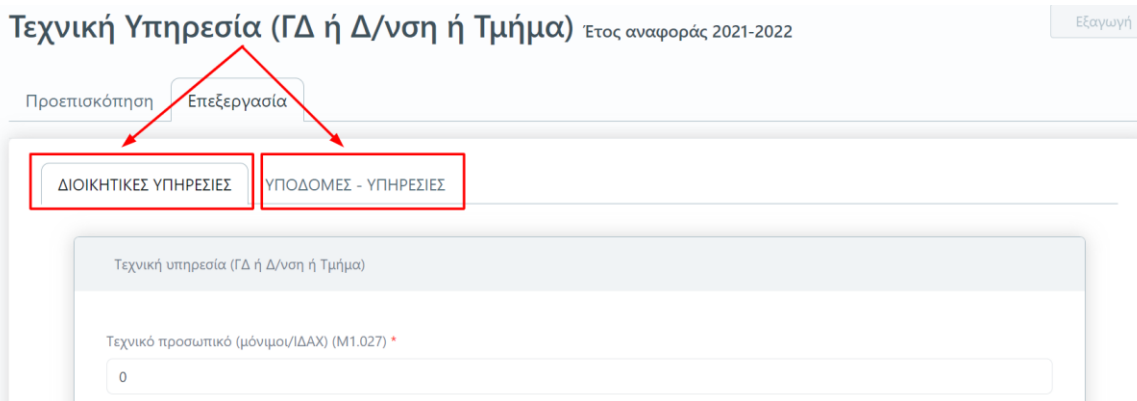 Τεχνική Υπηρεσία (ΓΔ ή Δ/νση ή Τμήμα) Έτος αναφοράς 2021-2022
Εξαγωγή
Προεπισκόπηση Επεξεργασία
ΔΙΟΙΚΗΤΙΚΕΣ ΥΠΗΡΕΣΙΕΣ ΥΠΟΔΟΜΕΣ - ΥΠΗΡΕΣΙΕΣ
Τεχνική υπηρεσία (ΓΔ ή Δ/νση ή Τμήμα)
Τεχνικό προσωπικό (μόνιμοι/ΙΔΑΧ) (M1.027) *
0